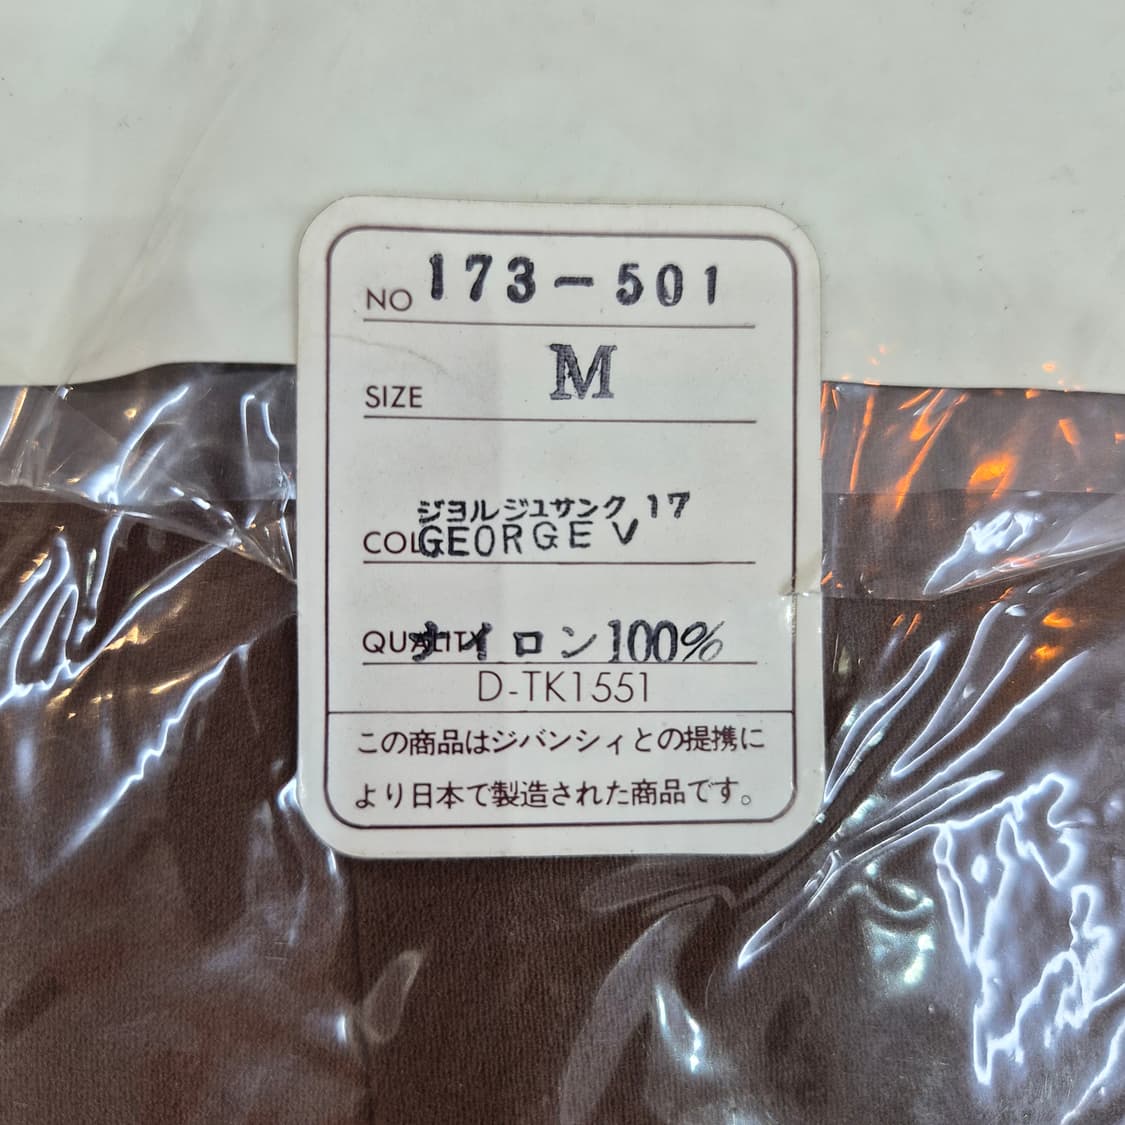 NO 173-501
SIZE M
ジヨルジユサンク 17
COL GEORGE V
QUALITY ナイロン100%
D-TK1551
この商品はジバンシィとの提携に
より日本で製造された商品です。